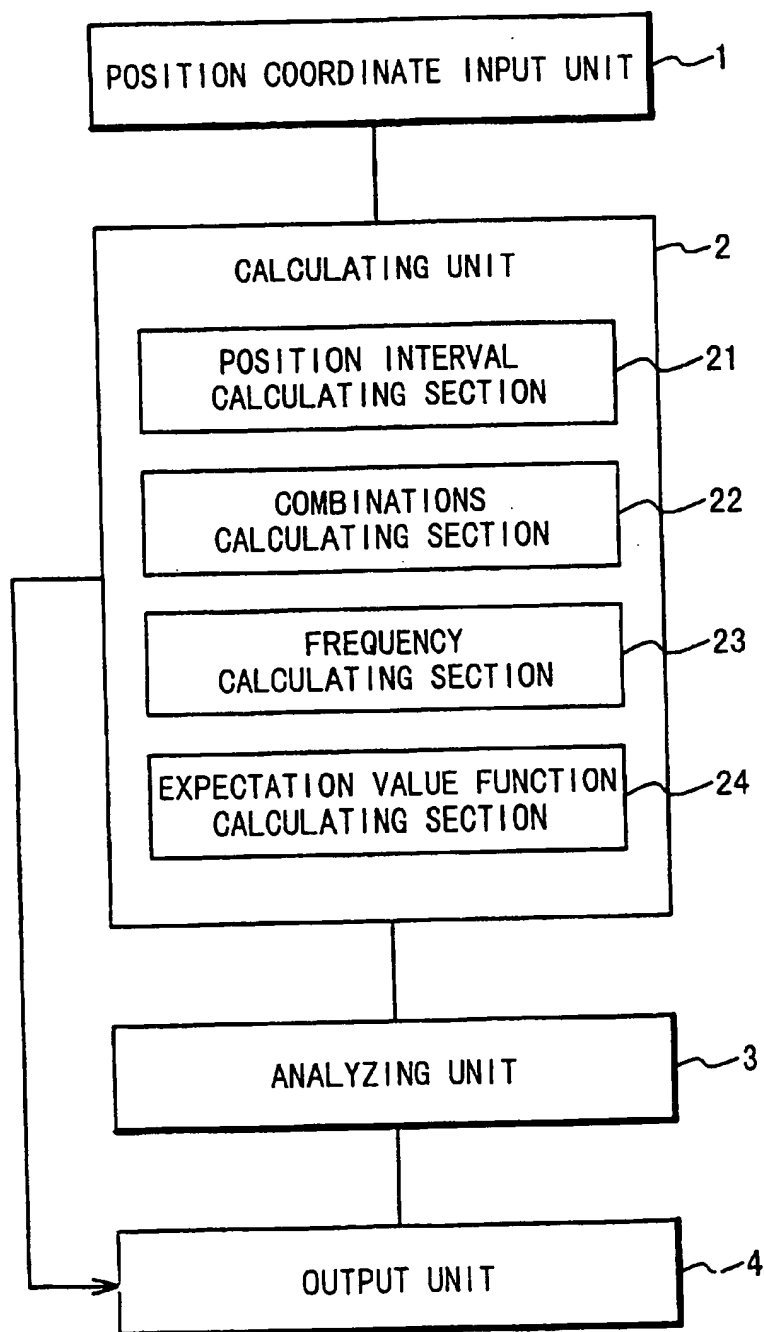 POSITION COORDINATE INPUT UNIT
1
CALCULATING UNIT
2
POSITION INTERVAL
CALCULATING SECTION
21
COMBINATIONS
CALCULATING SECTION
22
FREQUENCY
CALCULATING SECTION
23
EXPECTATION VALUE FUNCTION
CALCULATING SECTION
24
ANALYZING UNIT
3
OUTPUT UNIT
4